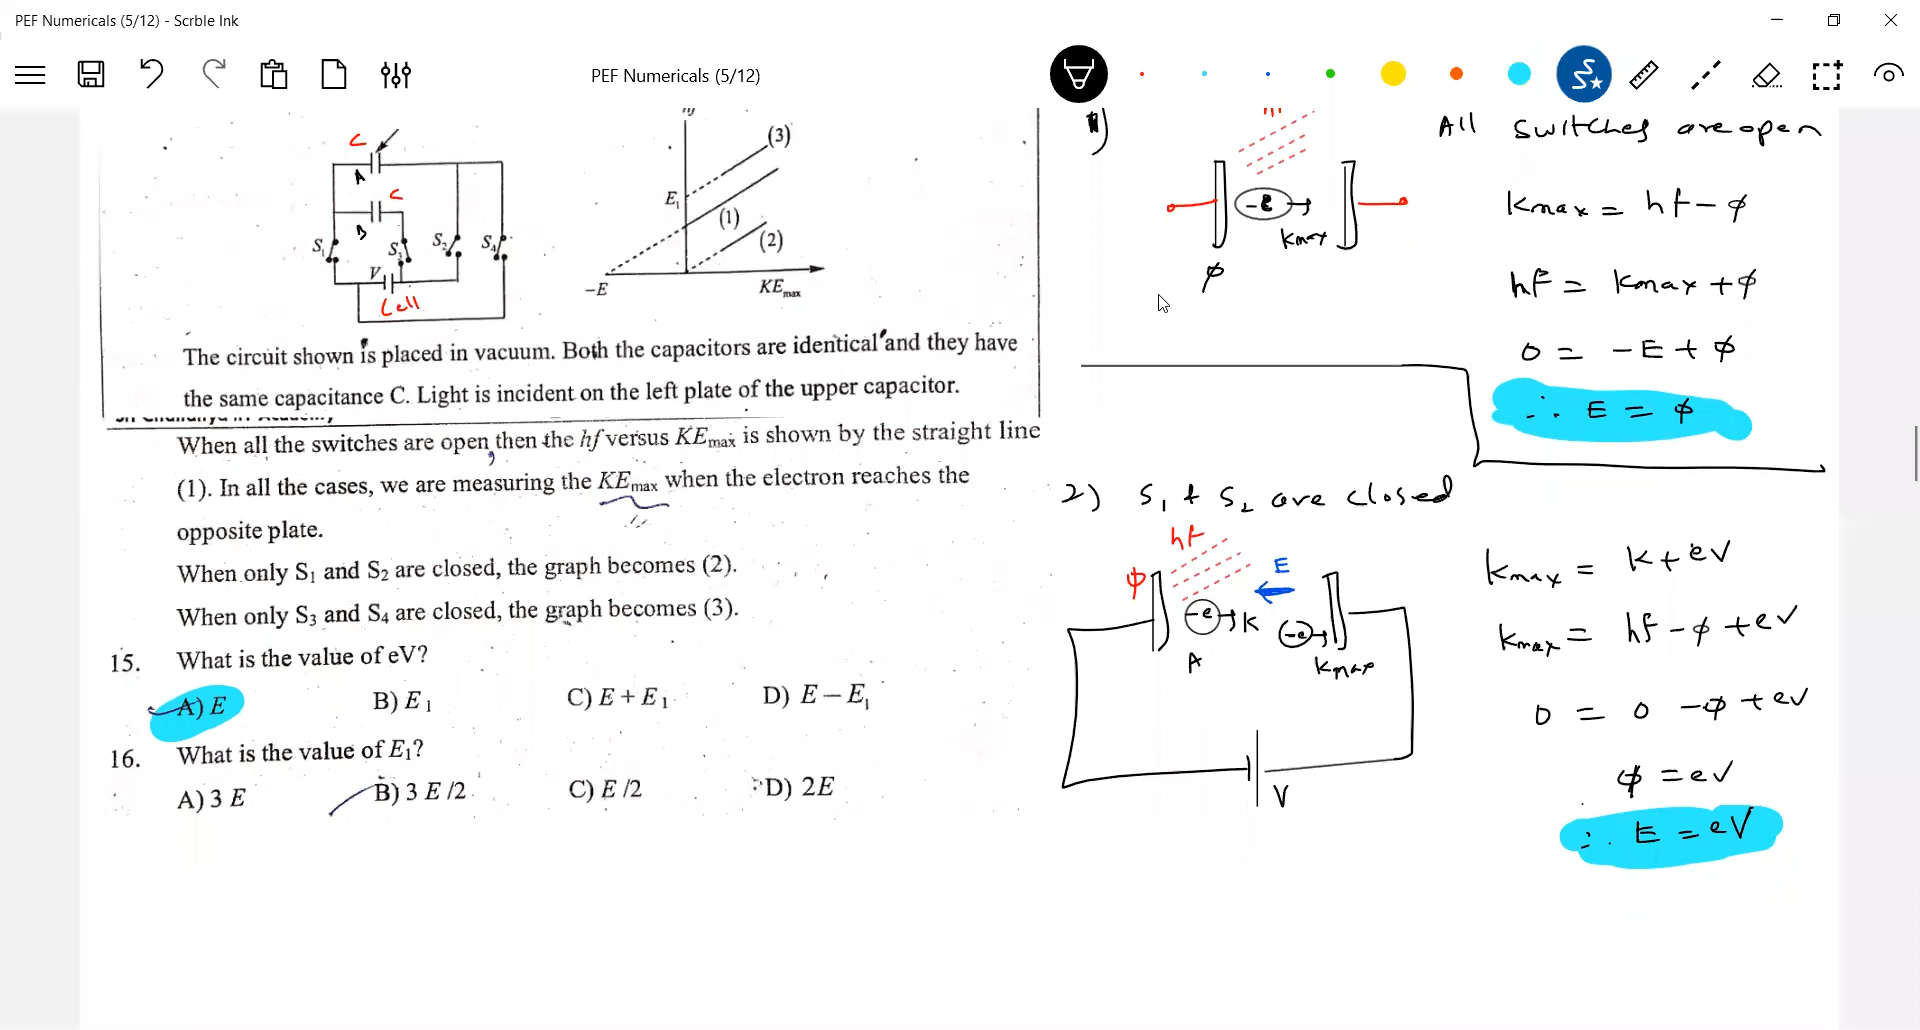 PEF Numericals (5/12) - Scrble Ink
PEF Numericals (5/12)
C
A
C
B
S1
S3
S2
S4
V
Cell
hf
(3)
E1
(1)
(2)
-E
KEmax
The circuit shown is placed in vacuum. Both the capacitors are identical and they have
the same capacitance C. Light is incident on the left plate of the upper capacitor.
When all the switches are open, then the hf versus KEmax is shown by the straight line
(1). In all the cases, we are measuring the KEmax when the electron reaches the
opposite plate.
When only S1 and S2 are closed, the graph becomes (2).
When only S3 and S4 are closed, the graph becomes (3).
15. What is the value of eV?
A) E B) E1 C) E + E1 D) E – E1
16. What is the value of E1?
A) 3 E B) 3 E /2 C) E /2 D) 2E
1)
-e
Kmax
ϕ
All switches are open
Kmax = hf - ϕ
hf = Kmax + ϕ
0 = -E + ϕ
∴ E = ϕ
2) S1 & S2 are closed
hf
ϕ
E
-e K
-e
A
Kmax
V
Kmax = K + eV
Kmax = hf - ϕ + eV
0 = 0 - ϕ + eV
ϕ = eV
∴ E = eV